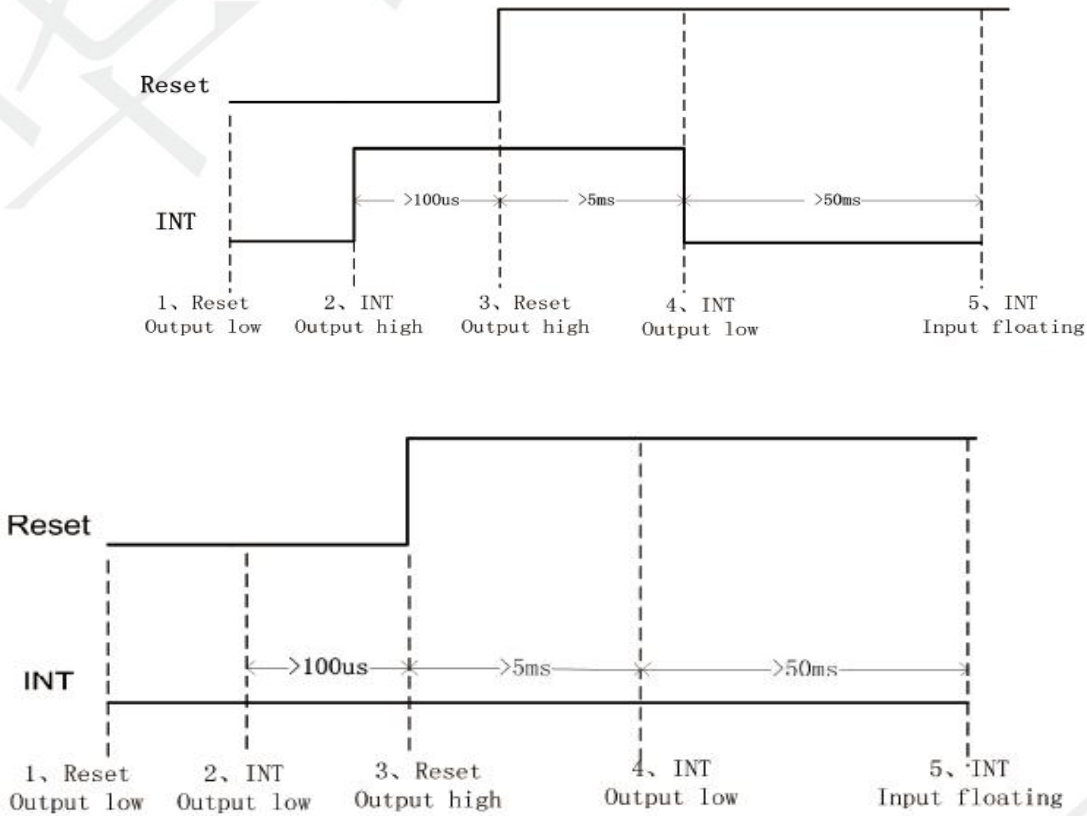 Reset
INT
>100us
>5ms
>50ms
1、Reset
Output low
2、INT
Output high
3、Reset
Output high
4、INT
Output low
5、INT
Input floating
Reset
INT
>100us
>5ms
>50ms
1、Reset
Output low
2、INT
Output low
3、Reset
Output high
4、INT
Output low
5、INT
Input floating